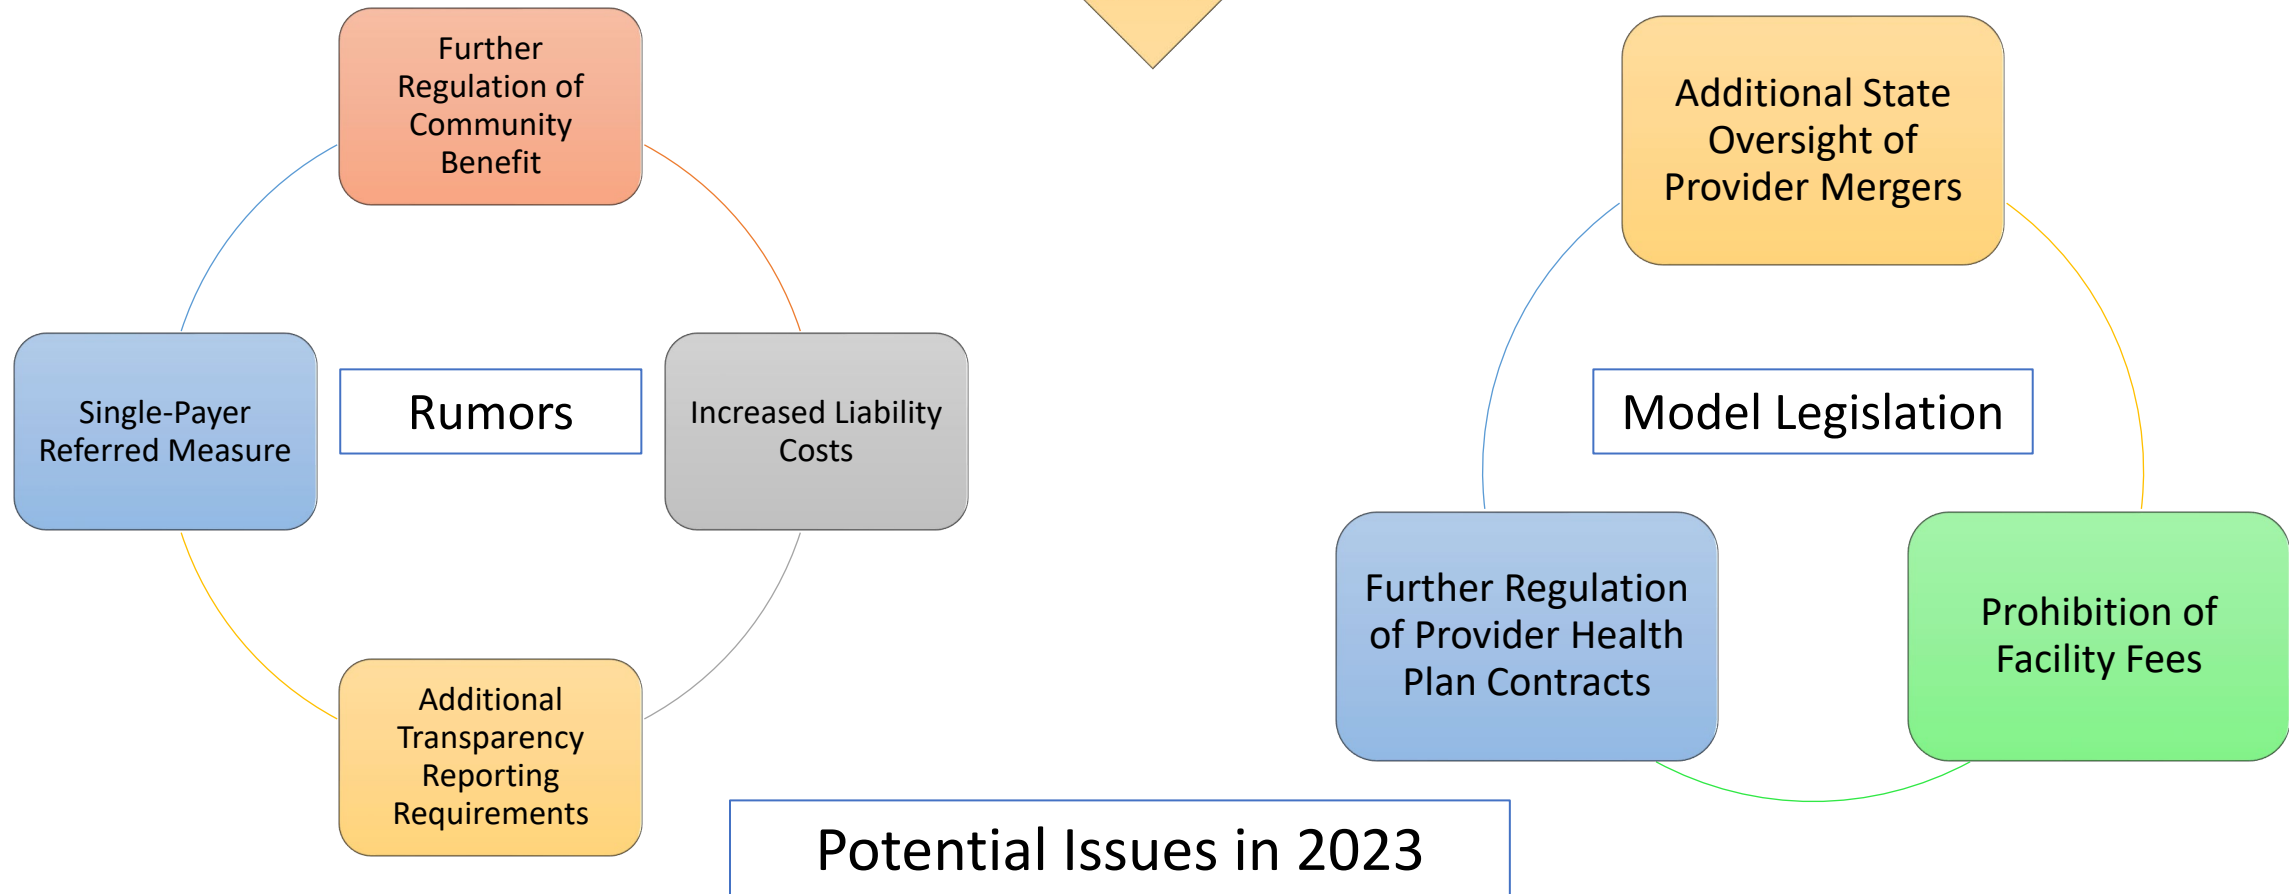 Further
Regulation of
Community
Benefit
Single-Payer
Referred Measure
Rumors
Increased Liability
Costs
Additional
Transparency
Reporting
Requirements
Additional State
Oversight of
Provider Mergers
Model Legislation
Further Regulation
of Provider Health
Plan Contracts
Prohibition of
Facility Fees
Potential Issues in 2023